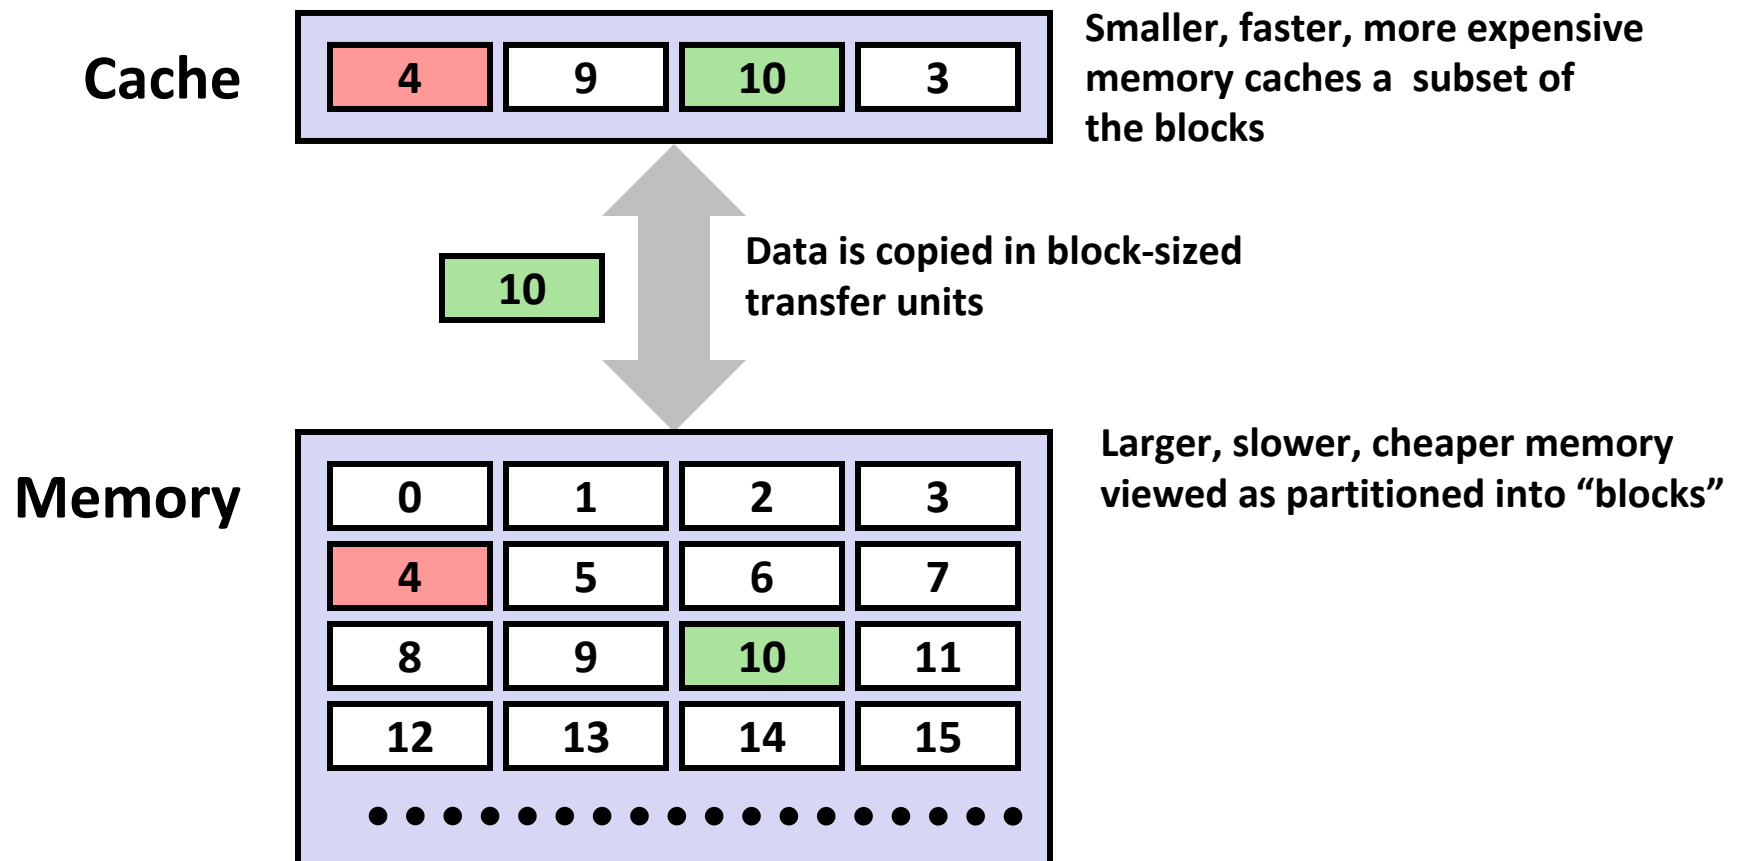 Cache
4 9 10 3
Smaller, faster, more expensive
memory caches a  subset of
the blocks
10
Data is copied in block-sized
transfer units
Memory
0 1 2 3
4 5 6 7
8 9 10 11
12 13 14 15
Larger, slower, cheaper memory
viewed as partitioned into “blocks”